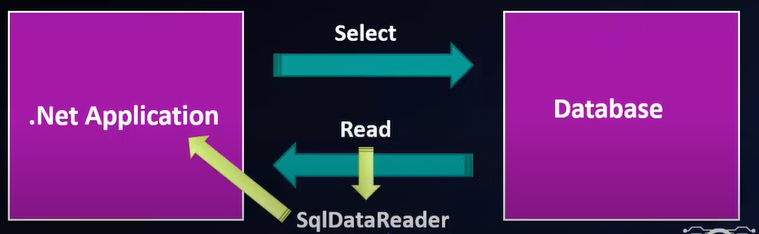 Select
.Net Application
Database
Read
SqlDataReader